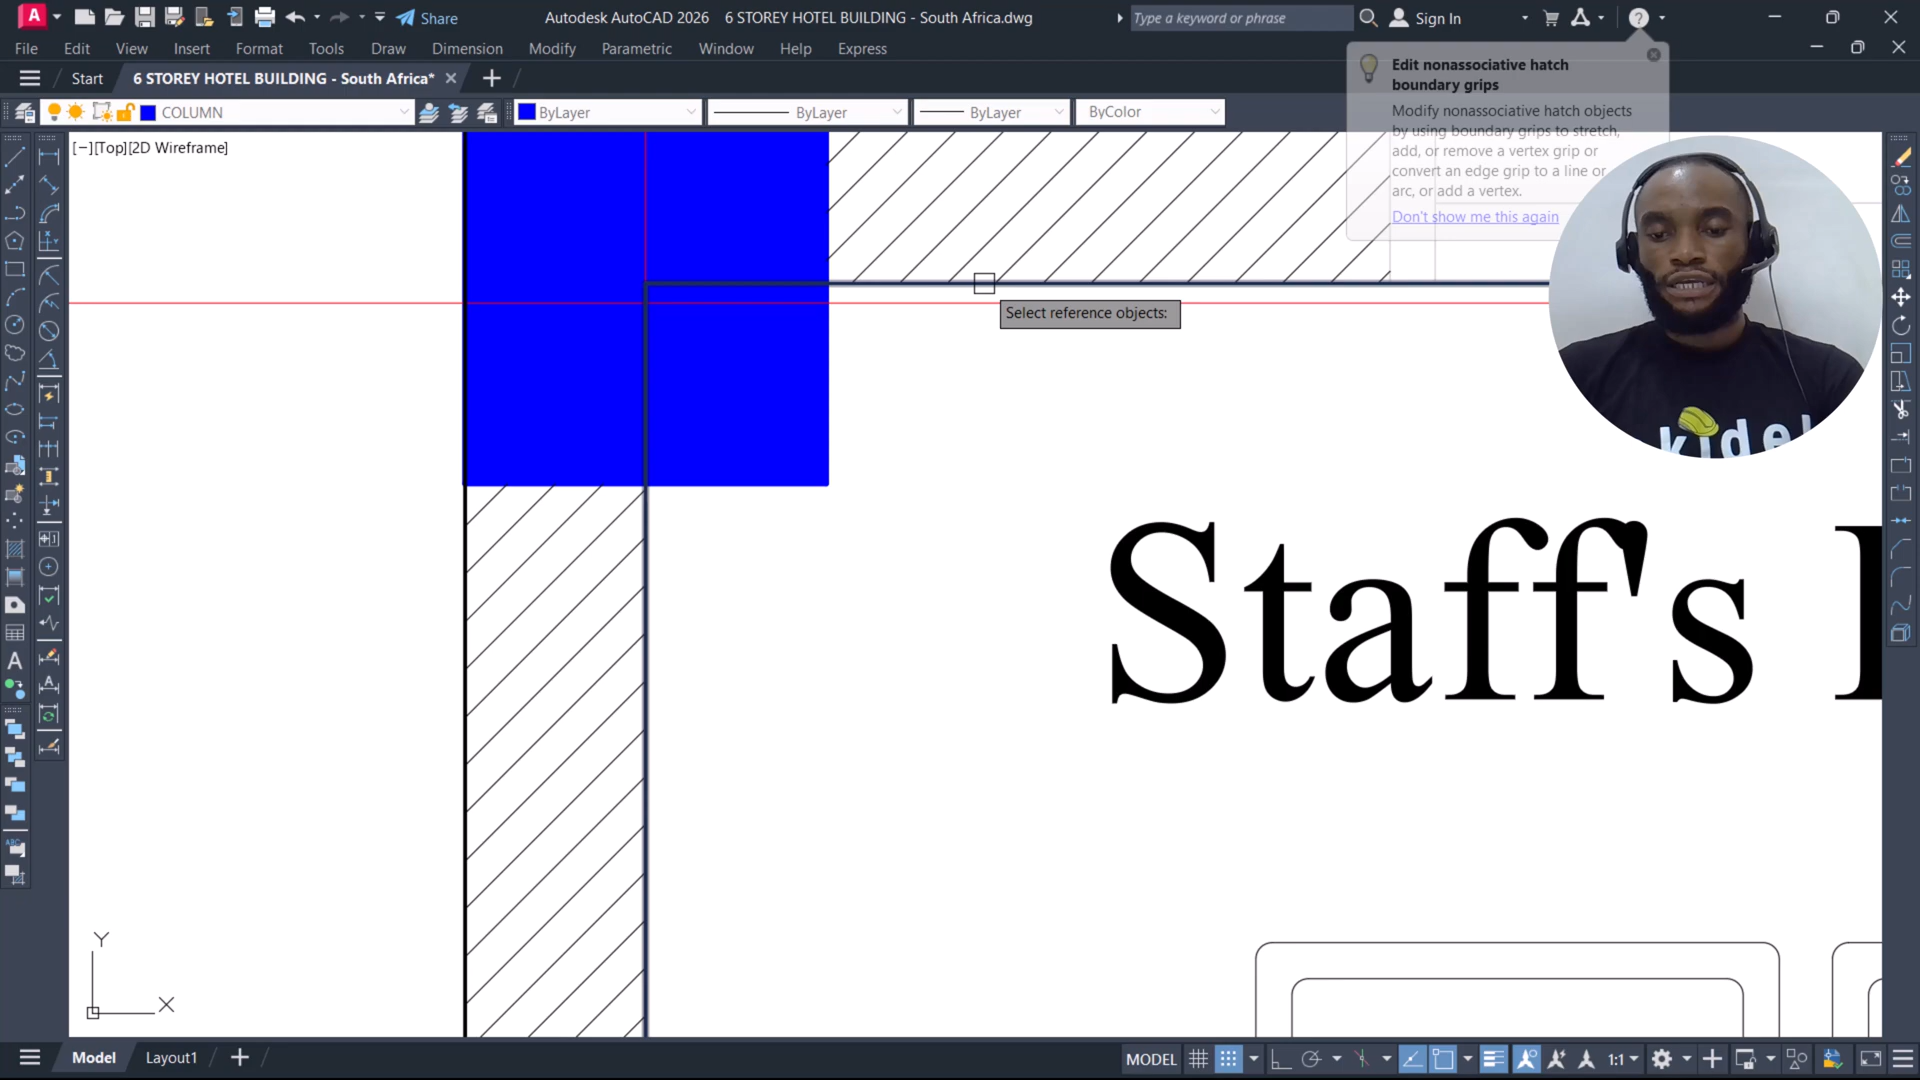 Share
Autodesk AutoCAD 2026 6 STOREY HOTEL BUILDING - South Africa.dwg
Type a keyword or phrase
Sign In
File Edit View Insert Format Tools Draw Dimension Modify Parametric Window Help Express
Start
6 STOREY HOTEL BUILDING - South Africa*
COLUMN
ByLayer
ByLayer
ByLayer
ByColor
Edit nonassociative hatch
boundary grips
Modify nonassociative hatch objects
by using boundary grips to stretch,
add, or remove a vertex grip or
convert an edge grip to a line or
arc, or add a vertex.
Don't show me this again
[−][Top][2D Wireframe]
Select reference objects:
Staff's
Y
X
Model
Layout1
MODEL
1:1